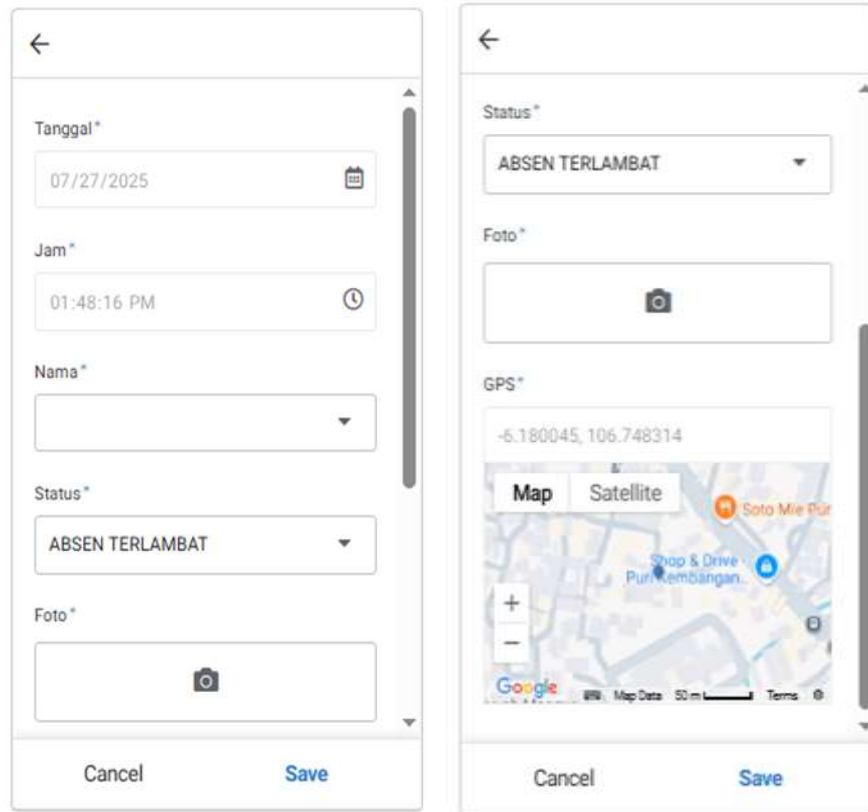 Tanggal*
07/27/2025
Jam*
01:48:16 PM
Nama*
Status*
ABSEN TERLAMBAT
Foto*
Cancel Save
Status*
ABSEN TERLAMBAT
Foto*
GPS*
-6.180045, 106.748314
Map Satellite
Soto Mie Pur
Shop & Drive -
Puri Kembangan...
Google
Map Data 50 m Terms
Cancel Save